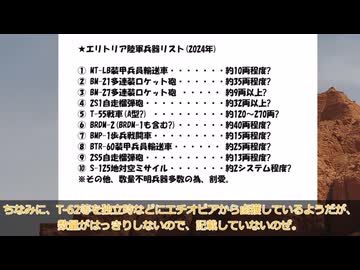 ★エリトリア陸軍兵器リスト(2024年)
① MT-LB装甲兵員輸送車・・・・・・・約10両程度?
② BM-21多連装ロケット砲・・・・・約35両程度?
③ BM-27多連装ロケット砲 ・・・・・約9両以上?
④ 2S1自走榴弾砲・・・・・・・・・約32両以上?
⑤ T-55戦車(A型?) ・・・・・・約120~270両?
⑥ BRDM-2(BRDM-1も含む?)・・・・約40両程度?
⑦ BMP-1歩兵戦闘車・・・・・・・・約15両程度?
⑧ BTR-60装甲兵員輸送車・・・・・・約25両程度?
⑨ 2S5自走榴弾砲・・・・・・・・・約13両程度?
⑩ S-125地対空ミサイル・・・・・約2システム程度?
※その他、数量不明兵器多数の為、割愛。
ちなみに、T-62等を独立時などにエチオピアから鹵獲しているようだが、
数量がはっきりしないので、記載していないのぜ。